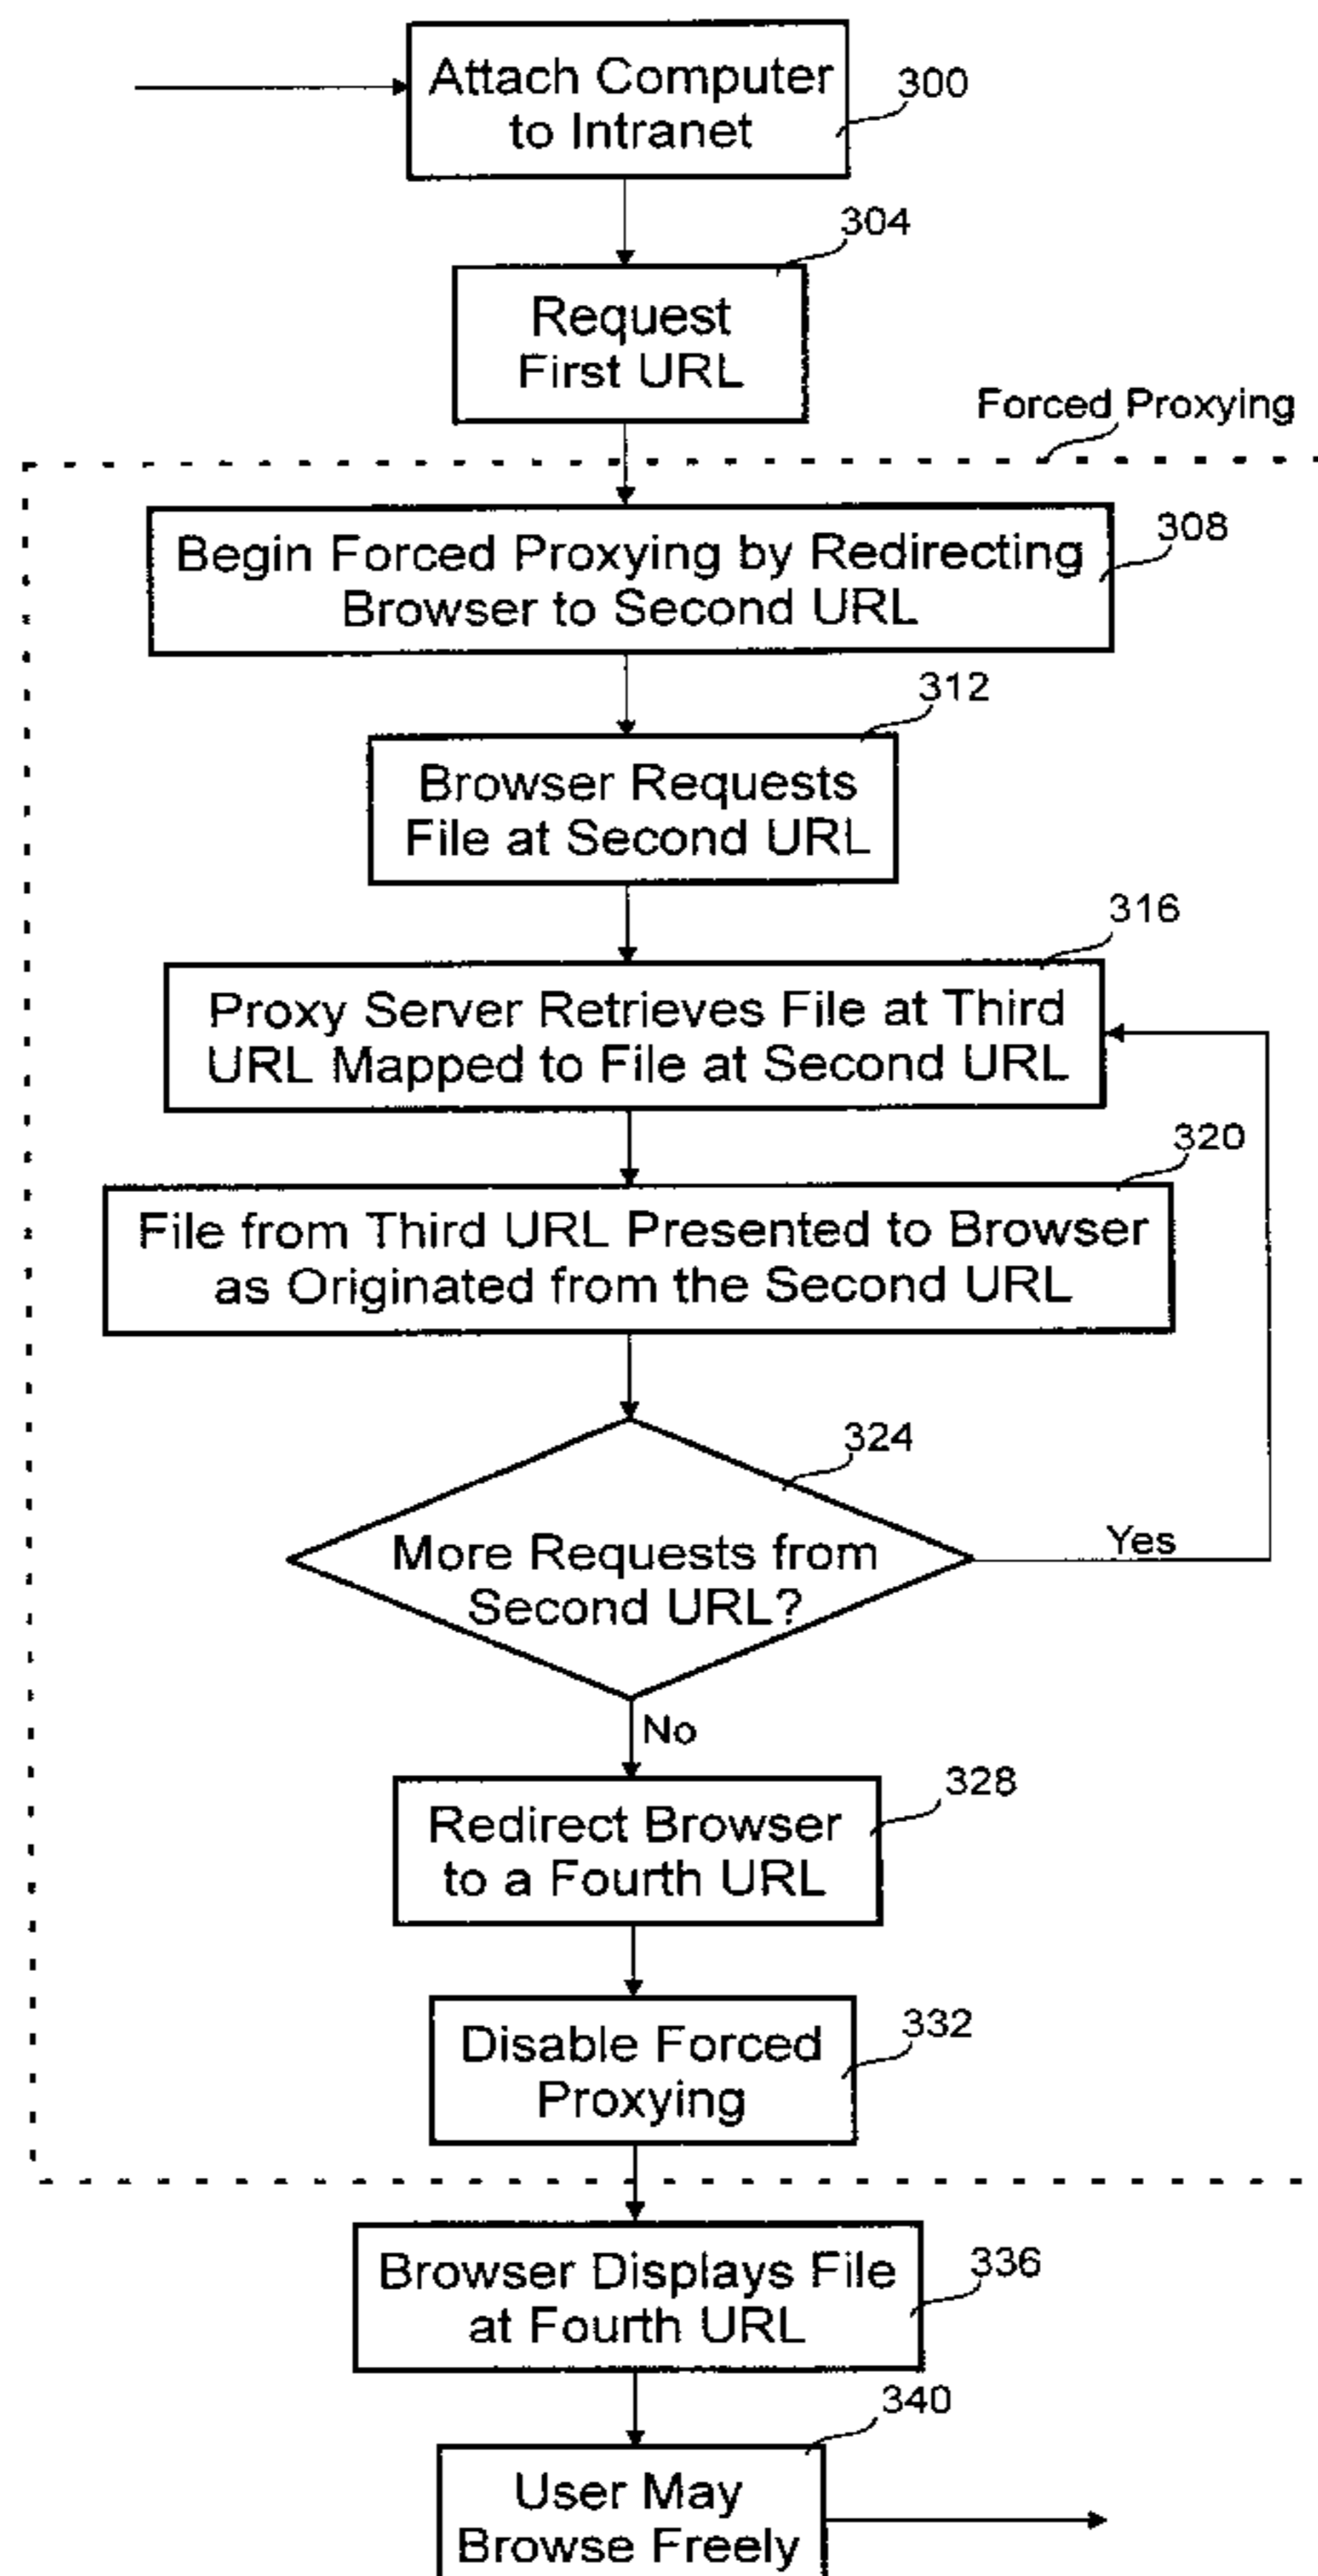 Attach Computer
to Intranet
300
304
Request
First URL
Forced Proxying
308
Begin Forced Proxying by Redirecting
Browser to Second URL
312
Browser Requests
File at Second URL
316
Proxy Server Retrieves File at Third
URL Mapped to File at Second URL
320
File from Third URL Presented to Browser
as Originated from the Second URL
324
More Requests from
Second URL?
Yes
No
328
Redirect Browser
to a Fourth URL
332
Disable Forced
Proxying
336
Browser Displays File
at Fourth URL
340
User May
Browse Freely